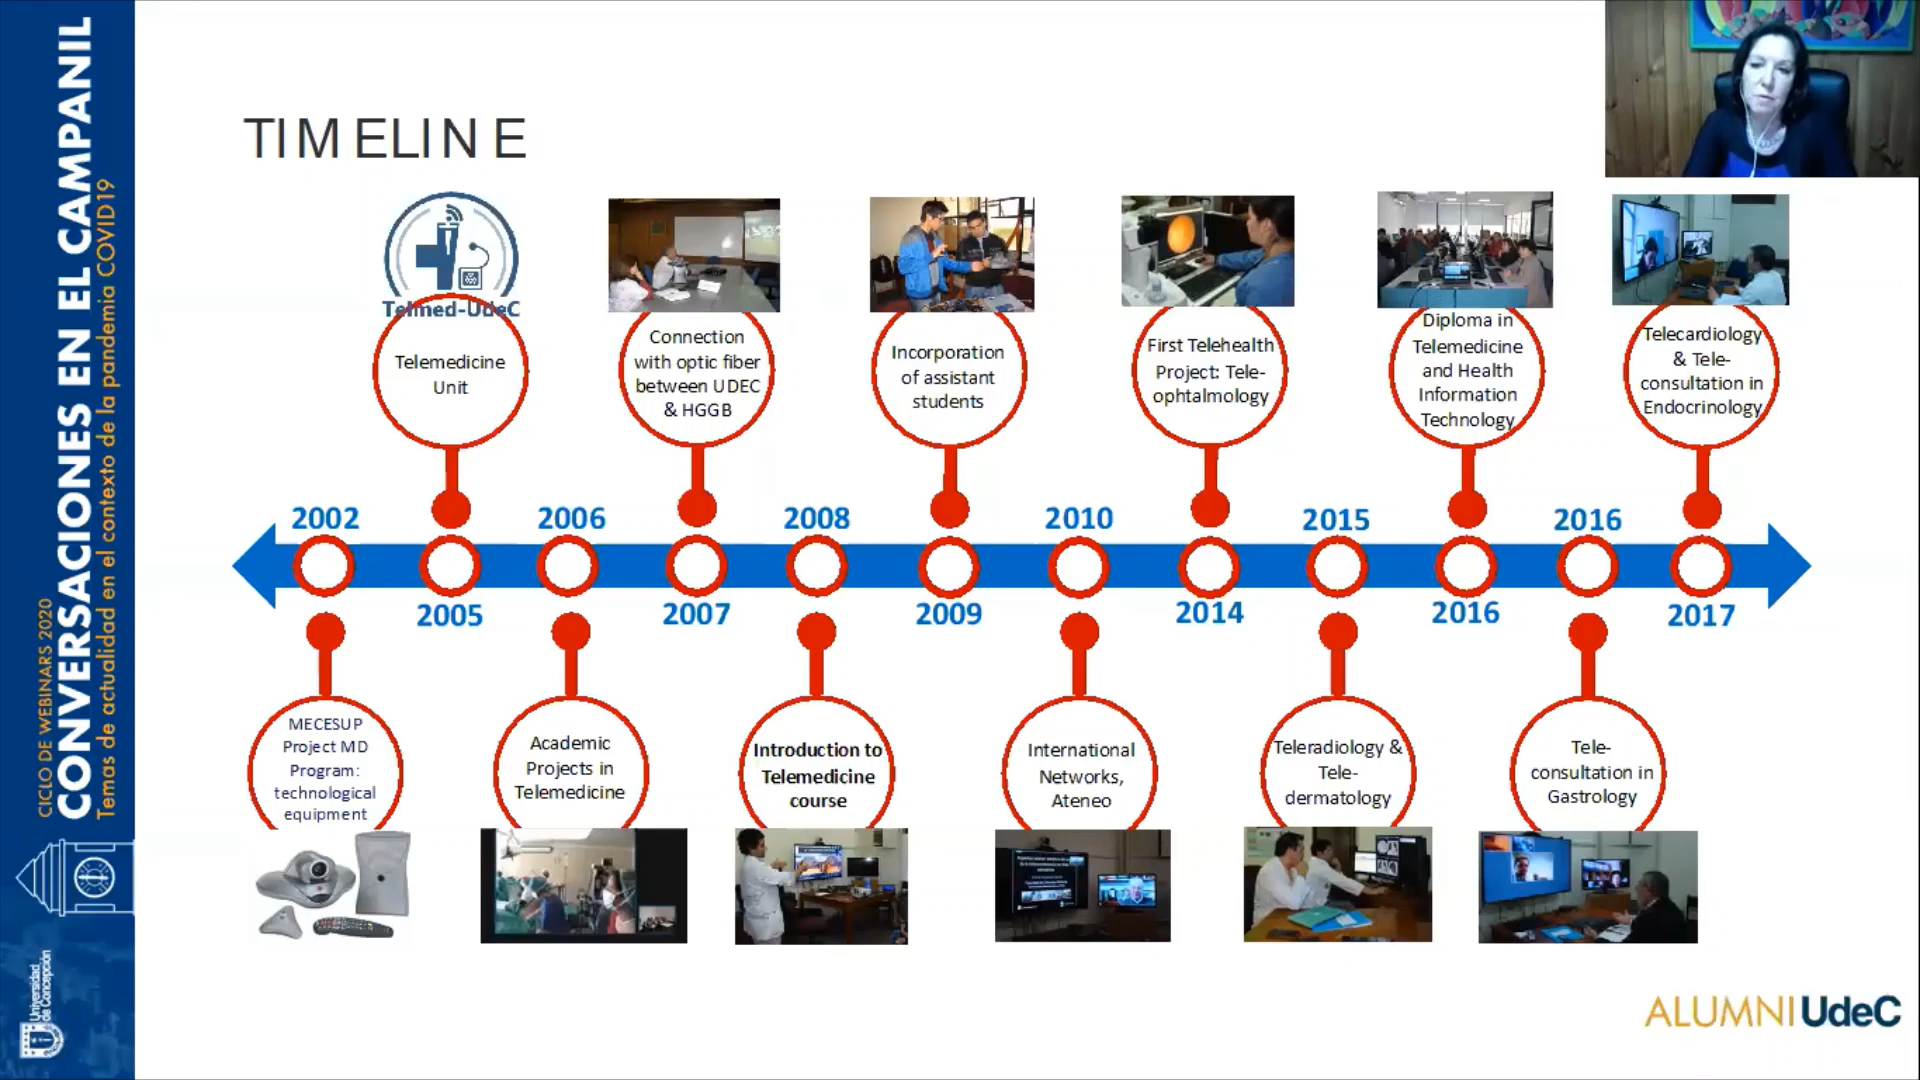 CICLO DE WEBINARS 2020
CONVERSACIONES EN EL CAMPANIL
Temas de actualidad en el contexto de la pandemia COVID19
Universidad
de Concepción
TIMELINE
Telmed-UdeC
Telemedicine
Unit
Connection
with optic fiber
between UDEC
& HGGB
Incorporation
of assistant
students
First Telehealth
Project: Tele-
ophtalmology
Diploma in
Telemedicine
and Health
Information
Technology
Telecardiology
& Tele-
consultation in
Endocrinology
2002
2006
2008
2010
2015
2016
2005
2007
2009
2014
2016
2017
MECESUP
Project MD
Program:
technological
equipment
Academic
Projects in
Telemedicine
Introduction to
Telemedicine
course
International
Networks,
Ateneo
Teleradiology &
Tele-
dermatology
Tele-
consultation in
Gastrology
ALUMNI UdeC